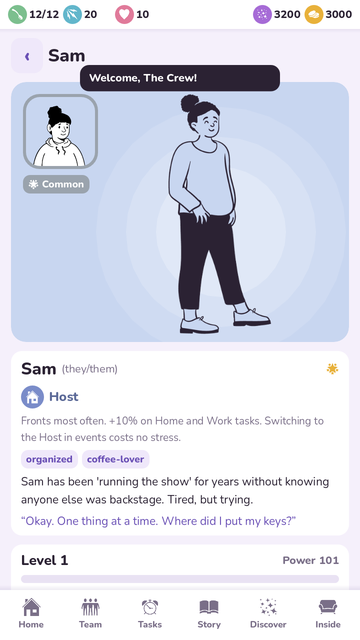 12/12
20
10
3200
3000
‹
Sam
Welcome, The Crew!
Common
Sam (they/them)
Host
Fronts most often. +10% on Home and Work tasks. Switching to
the Host in events costs no stress.
organized
coffee-lover
Sam has been 'running the show' for years without knowing
anyone else was backstage. Tired, but trying.
“Okay. One thing at a time. Where did I put my keys?”
Level 1
Power 101
Home
Team
Tasks
Story
Discover
Inside